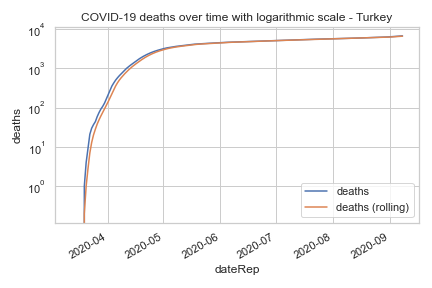 COVID-19 deaths over time with logarithmic scale - Turkey
10^4
10^3
10^2
10^1
10^0
deaths
deaths
deaths (rolling)
2020-04
2020-05
2020-06
2020-07
2020-08
2020-09
dateRep